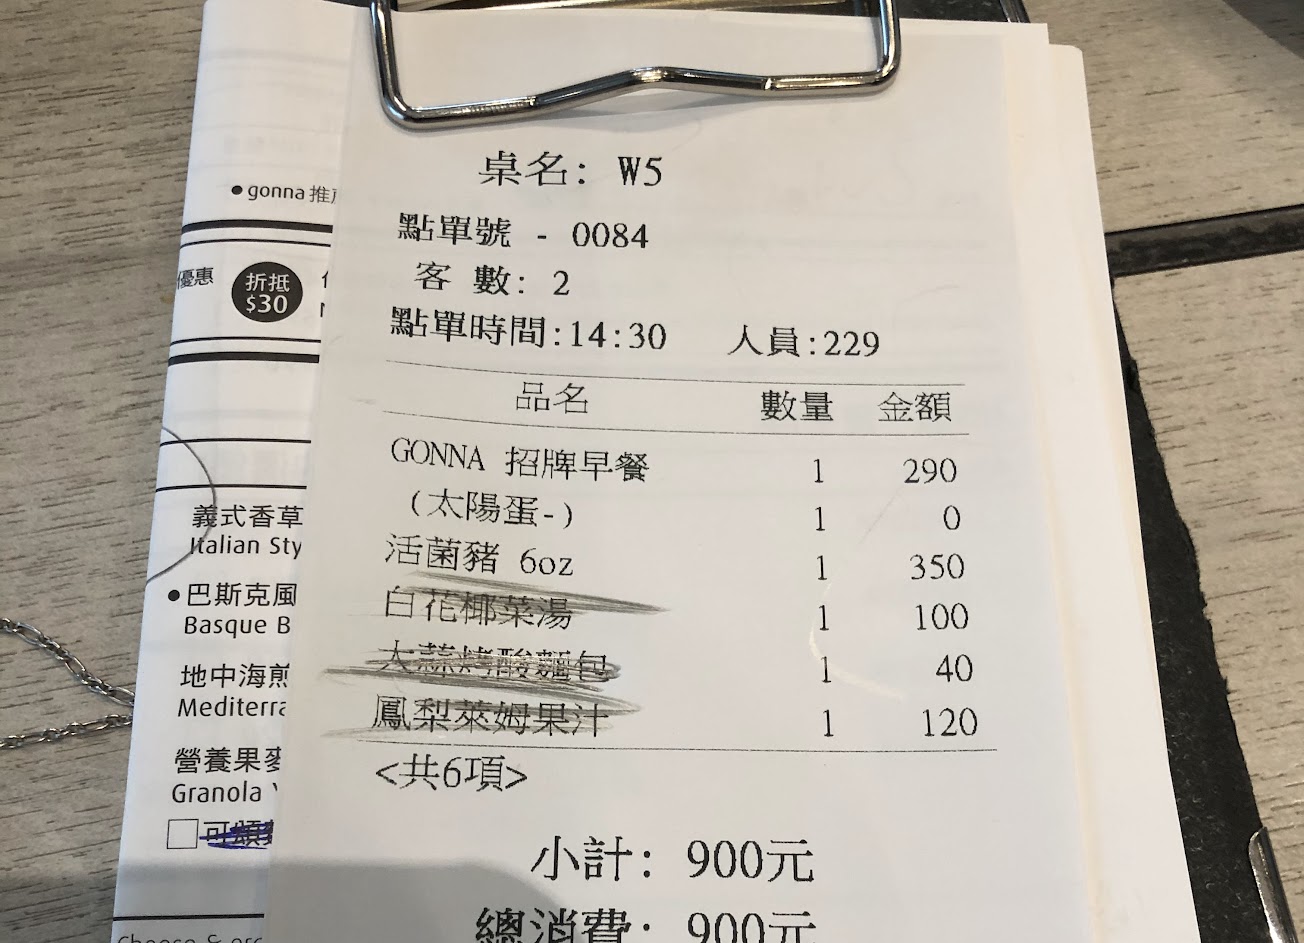 桌名: W5
點單號 - 0084
客 數: 2
點單時間:14:30 人員:229
品名 數量 金額
GONNA 招牌早餐 1 290
(太陽蛋-) 1 0
活菌豬 6oz 1 350
白花椰菜湯 1 100
大蒜烤酸麵包 1 40
鳳梨萊姆果汁 1 120
<共6項>
小計: 900元
總消費: 900元
●gonna 推
優惠
折抵
$30
義式香草
Italian Sty
●巴斯克風
Basque B
地中海煎
Mediterra
營養果麥
Granola
□可頌
Choose &